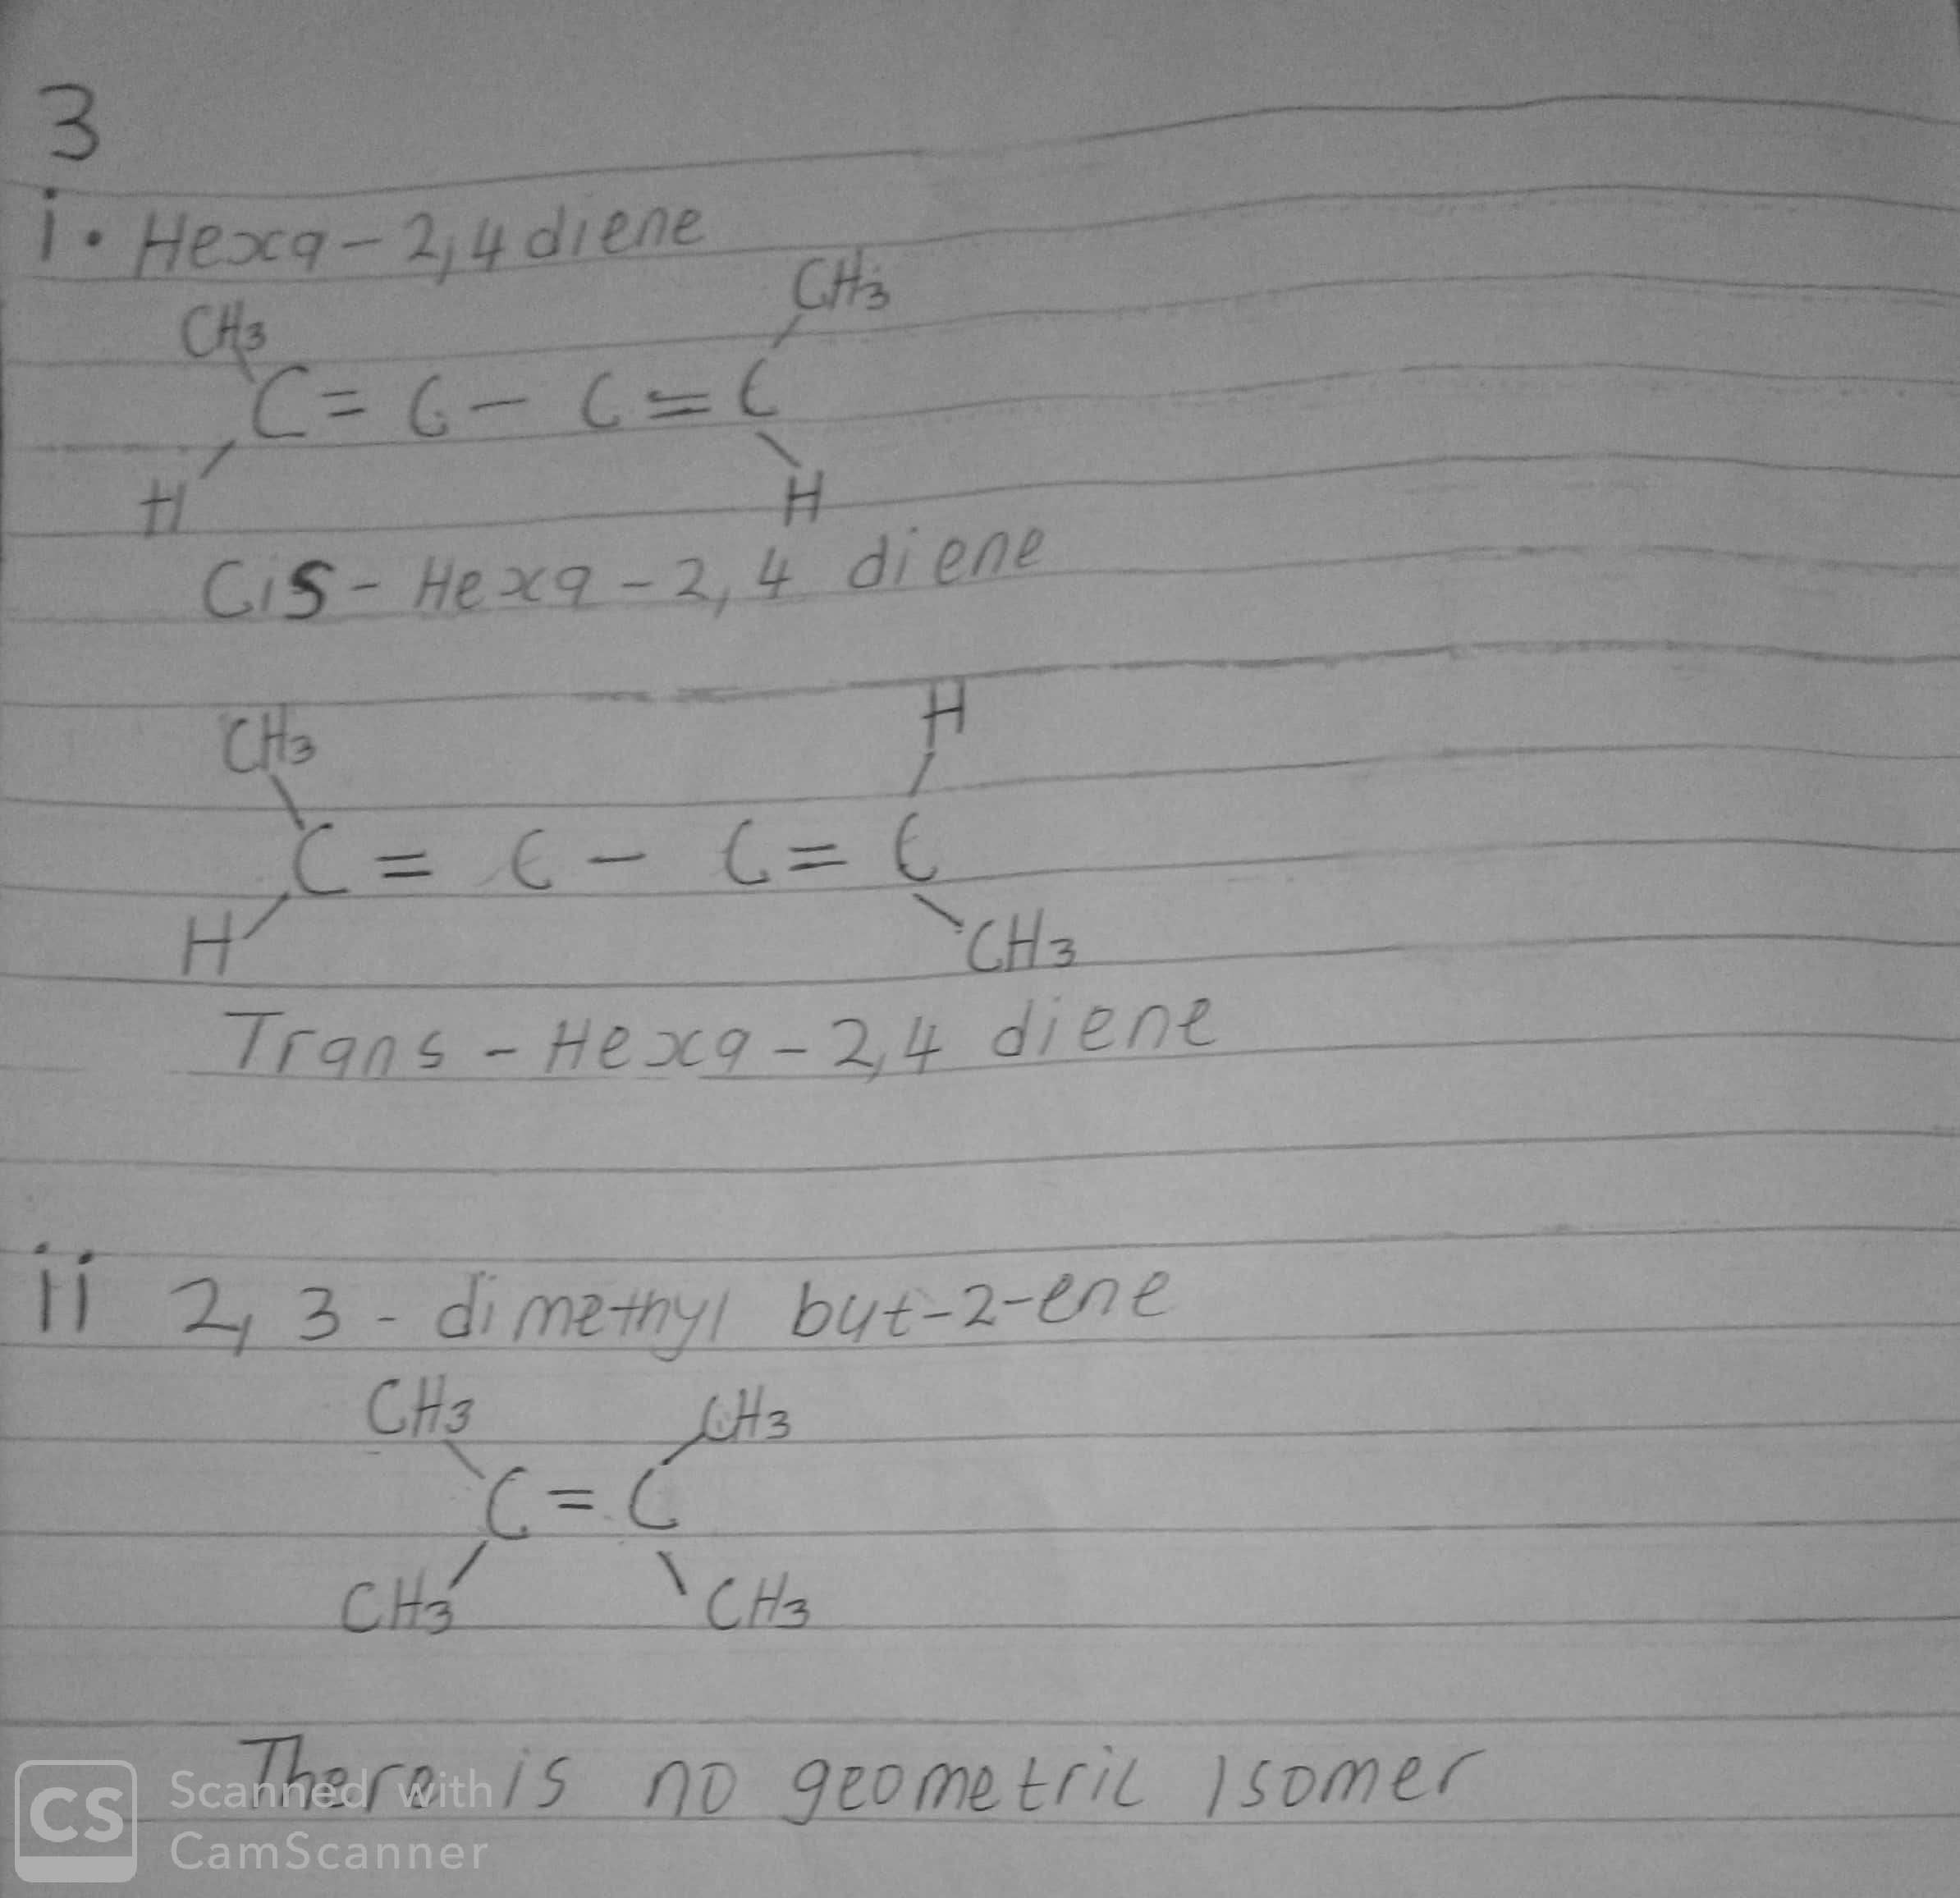 3
i. Hexa-2,4 diene
CH3 CH3
C = C - C = C
H H
Cis-Hexa-2,4 diene
CH3 H
C = C - C = C
H CH3
Trans-Hexa-2,4 diene
ii 2,3-dimethyl but-2-ene
CH3 CH3
C = C
CH3 CH3
There is no geometric Isomer
CS Scanned with
CamScanner